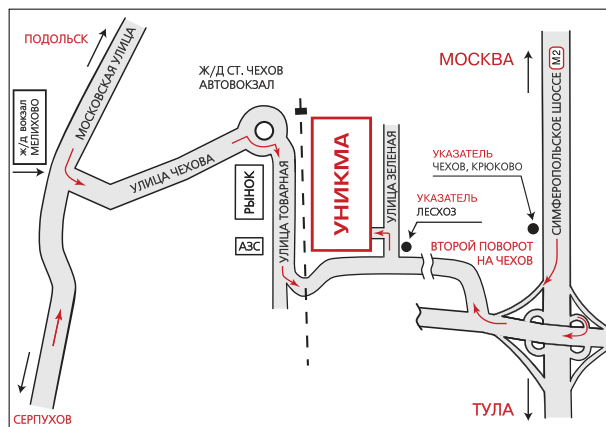 ПОДОЛЬСК
МОСКВА
М2
Ж/Д СТ. ЧЕХОВ
АВТОВОКЗАЛ
МОСКОВСКАЯ УЛИЦА
ж/д вокзал
МЕЛИХОВО
УЛИЦА ЧЕХОВА
РЫНОК
АЗС
УЛИЦА ТОВАРНАЯ
УНИКМА
УЛИЦА ЗЕЛЕНАЯ
УКАЗАТЕЛЬ
ЧЕХОВ, КРЮКОВО
УКАЗАТЕЛЬ
ЛЕСХОЗ
СИМФЕРОПОЛЬСКОЕ ШОССЕ
ВТОРОЙ ПОВОРОТ
НА ЧЕХОВ
СЕРПУХОВ
ТУЛА